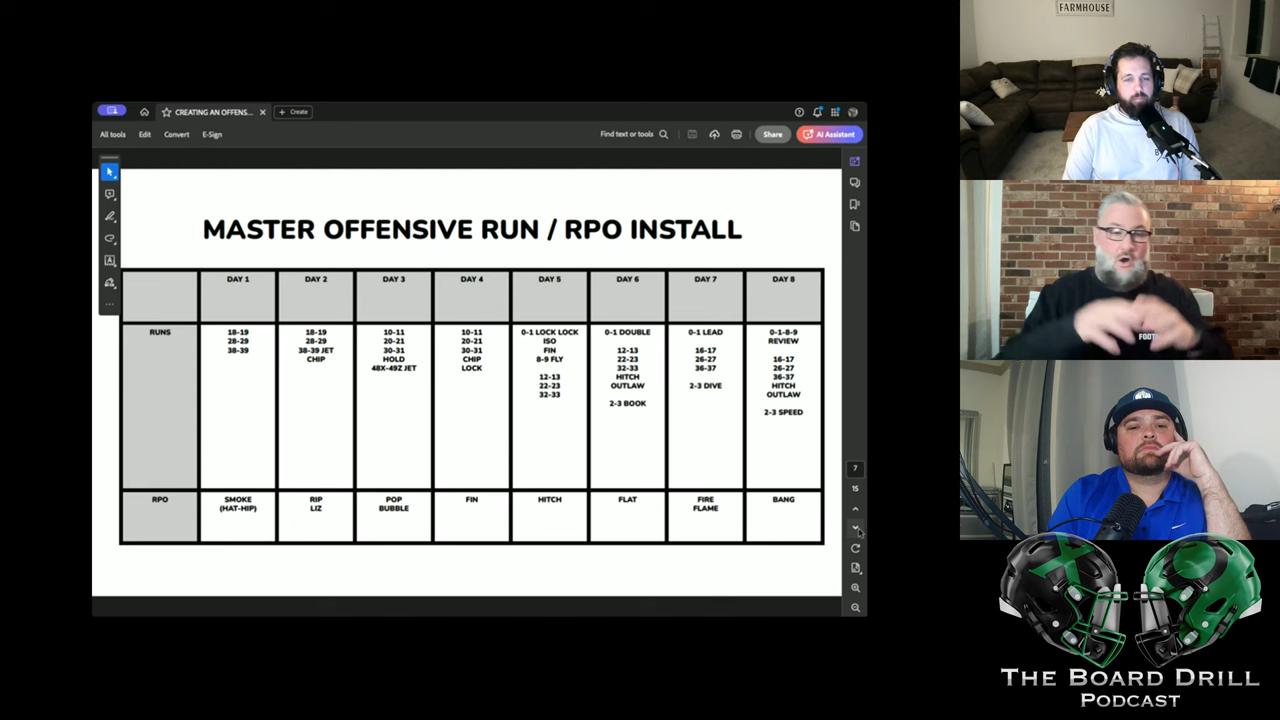 CREATING AN OFFENS...
Create
All tools
Edit
Convert
E-Sign
Find text or tools
Share
AI Assistant
MASTER OFFENSIVE RUN / RPO INSTALL
DAY 1
DAY 2
DAY 3
DAY 4
DAY 5
DAY 6
DAY 7
DAY 8
RUNS
18-19
28-29
38-39
18-19
28-29
38-39 JET
CHIP
10-11
20-21
30-31
HOLD
48X-49Z JET
10-11
20-21
30-31
CHIP
LOCK
0-1 LOCK LOCK
ISO
FIN
8-9 FLY
12-13
22-23
32-33
0-1 DOUBLE
12-13
22-23
32-33
HITCH
OUTLAW
2-3 BOOK
0-1 LEAD
16-17
26-27
36-37
2-3 DIVE
0-1-8-9
REVIEW
16-17
26-27
36-37
HITCH
OUTLAW
2-3 SPEED
RPO
SMOKE
(HAT-HIP)
RIP
LIZ
POP
BUBBLE
FIN
HITCH
FLAT
FIRE
FLAME
BANG
7
15
FARMHOUSE
THE BOARD DRILL
PODCAST